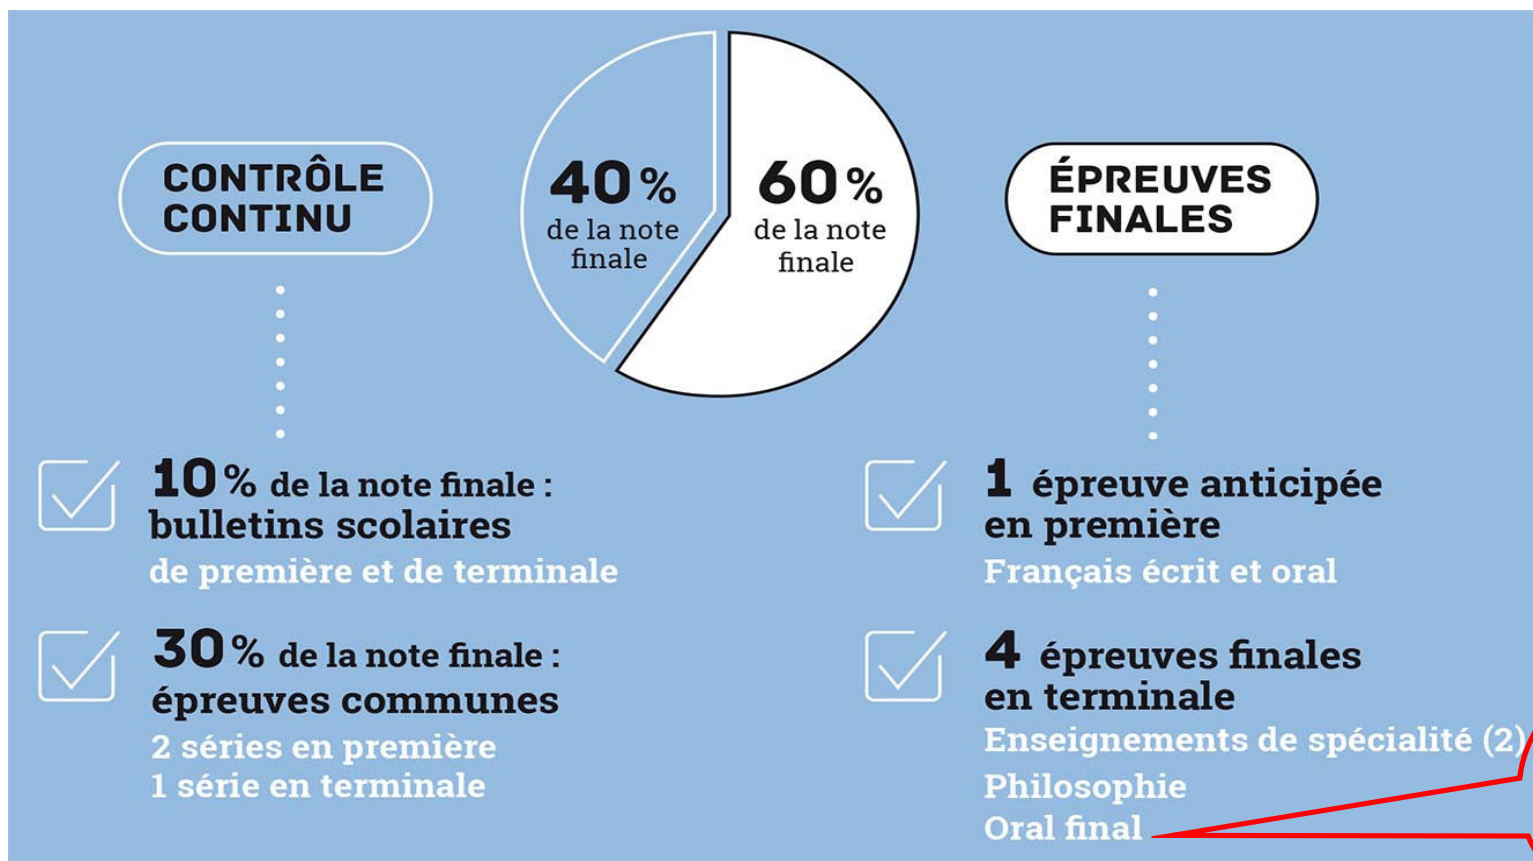 CONTRÔLE
CONTINU
40%
de la note
finale
60%
de la note
finale
ÉPREUVES
FINALES
10% de la note finale :
bulletins scolaires
de première et de terminale
30% de la note finale :
épreuves communes
2 séries en première
1 série en terminale
1 épreuve anticipée
en première
Français écrit et oral
4 épreuves finales
en terminale
Enseignements de spécialité (2)
Philosophie
Oral final